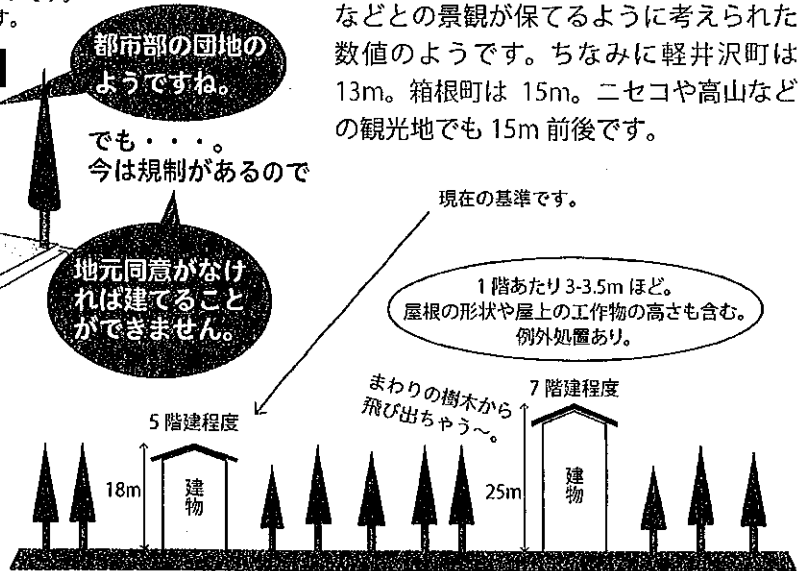 す。
都市部の団地の
ようですね。
でも・・・。
今は規制があるので
地元同意がなけ
れば建てること
ができません。
などとの景観が保てるように考えられた
数値のようです。ちなみに軽井沢町は
13m。箱根町は 15m。ニセコや高山など
の観光地でも 15m 前後です。
現在の基準です。
1 階あたり 3-3.5m ほど。
屋根の形状や屋上の工作物の高さも含む。
例外処置あり。
5 階建程度
18m
建物
まわりの樹木から
飛び出ちゃう〜。
7 階建程度
25m
建物